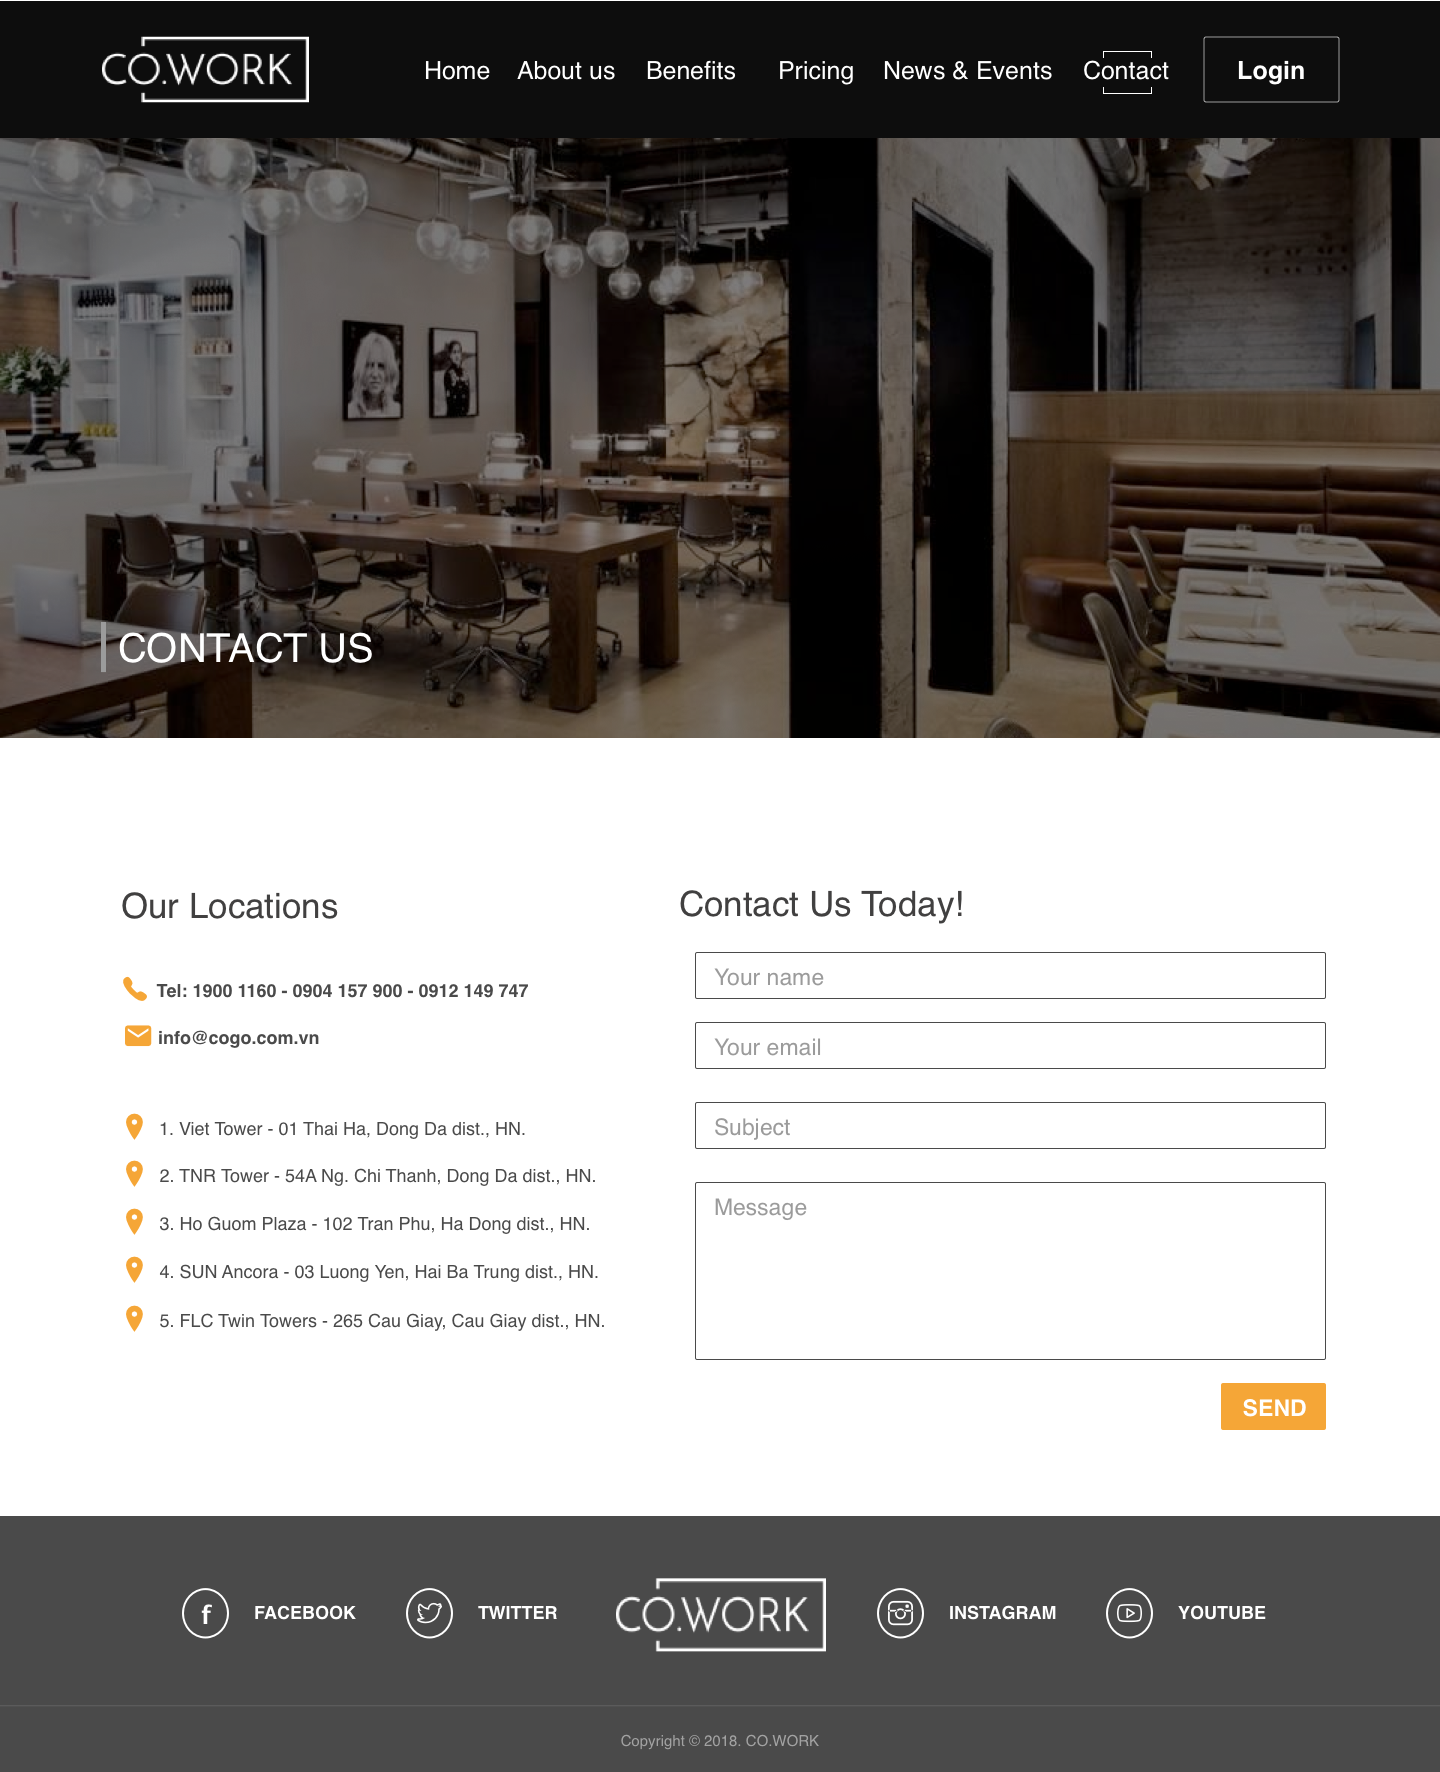 CO.WORK
Home About us Benefits Pricing News & Events Contact Login
CONTACT US
Our Locations
Tel: 1900 1160 - 0904 157 900 - 0912 149 747
info@cogo.com.vn
1. Viet Tower - 01 Thai Ha, Dong Da dist., HN.
2. TNR Tower - 54A Ng. Chi Thanh, Dong Da dist., HN.
3. Ho Guom Plaza - 102 Tran Phu, Ha Dong dist., HN.
4. SUN Ancora - 03 Luong Yen, Hai Ba Trung dist., HN.
5. FLC Twin Towers - 265 Cau Giay, Cau Giay dist., HN.
Contact Us Today!
Your name
Your email
Subject
Message
SEND
f FACEBOOK TWITTER CO.WORK INSTAGRAM YOUTUBE
Copyright © 2018. CO.WORK